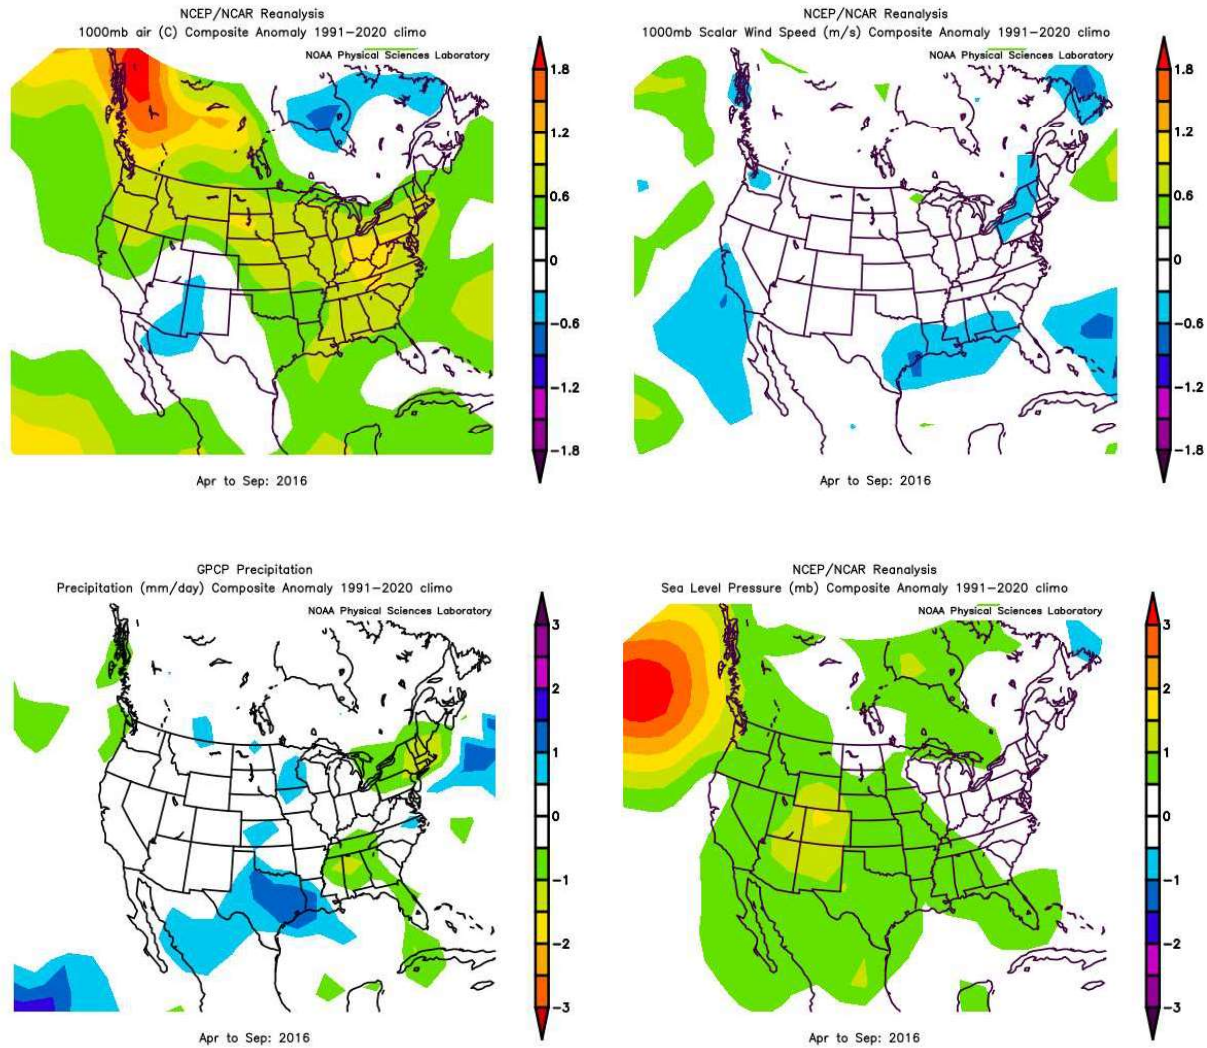 NCEP/NCAR Reanalysis
1000mb air (C) Composite Anomaly 1991-2020 climo
NOAA Physical Sciences Laboratory
1.8
1.2
0.6
0
-0.6
-1.2
-1.8
Apr to Sep: 2016
NCEP/NCAR Reanalysis
1000mb Scalar Wind Speed (m/s) Composite Anomaly 1991-2020 climo
NOAA Physical Sciences Laboratory
1.8
1.2
0.6
0
-0.6
-1.2
-1.8
Apr to Sep: 2016
GPCP Precipitation
Precipitation (mm/day) Composite Anomaly 1991-2020 climo
NOAA Physical Sciences Laboratory
3
2
1
0
-1
-2
-3
Apr to Sep: 2016
NCEP/NCAR Reanalysis
Sea Level Pressure (mb) Composite Anomaly 1991-2020 climo
NOAA Physical Sciences Laboratory
3
2
1
0
-1
-2
-3
Apr to Sep: 2016